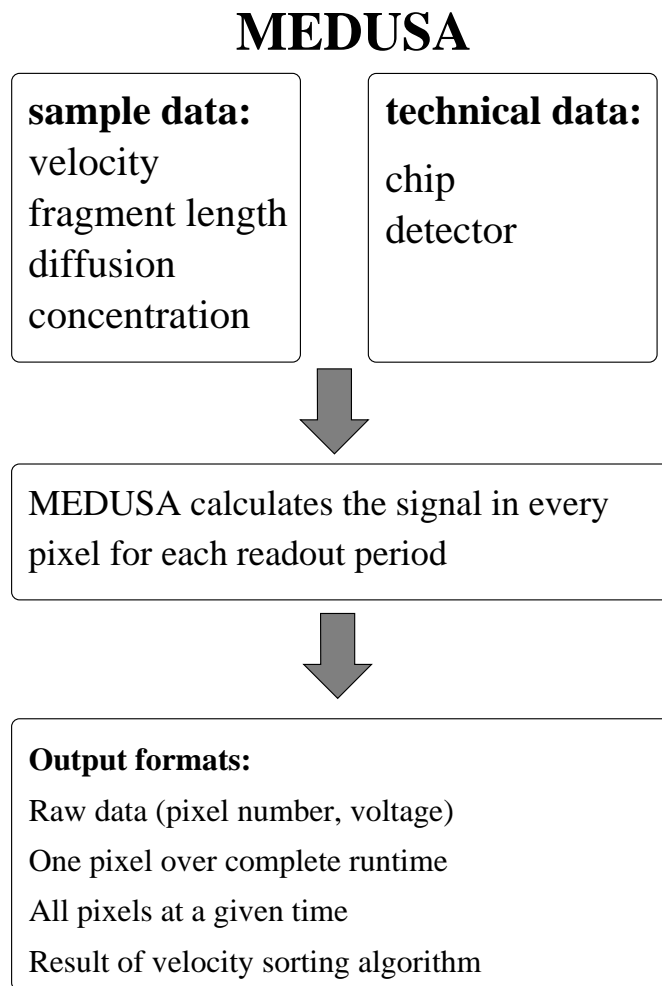 MEDUSA
sample data:
velocity
fragment length
diffusion
concentration
technical data:
chip
detector
MEDUSA calculates the signal in every
pixel for each readout period
Output formats:
Raw data (pixel number, voltage)
One pixel over complete runtime
All pixels at a given time
Result of velocity sorting algorithm